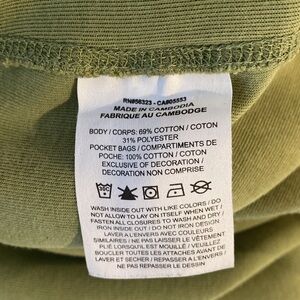 RN#56323 - CA#05553
MADE IN CAMBODIA
FABRIQUE AU CAMBODGE
BODY / CORPS: 69% COTTON / COTON
31% POLYESTER
POCKET BAGS / COMPARTIMENTS DE
POCHE: 100% COTTON / COTON
EXCLUSIVE OF DECORATION /
DECORATION NON COMPRISE
WASH INSIDE OUT WITH LIKE COLORS / DO
NOT ALLOW TO LAY ON ITSELF WHEN WET /
FASTEN ALL CLOSURES TO WASH AND DRY /
IRON INSIDE OUT / DO NOT IRON DESIGN
LAVER A L'ENVERS AVEC COULEURS
SIMILAIRES / NE PAS LAISSER LE VÊTEMENT
PLIÉ LORSQU'IL EST MOUILLÉ / VEUILLEZ
BOUCLER TOUTES LES ATTACHES AVANT DE
LAVER ET SÉCHER / REPASSER À L'ENVERS /
NE PAS REPASSER LE DESSIN